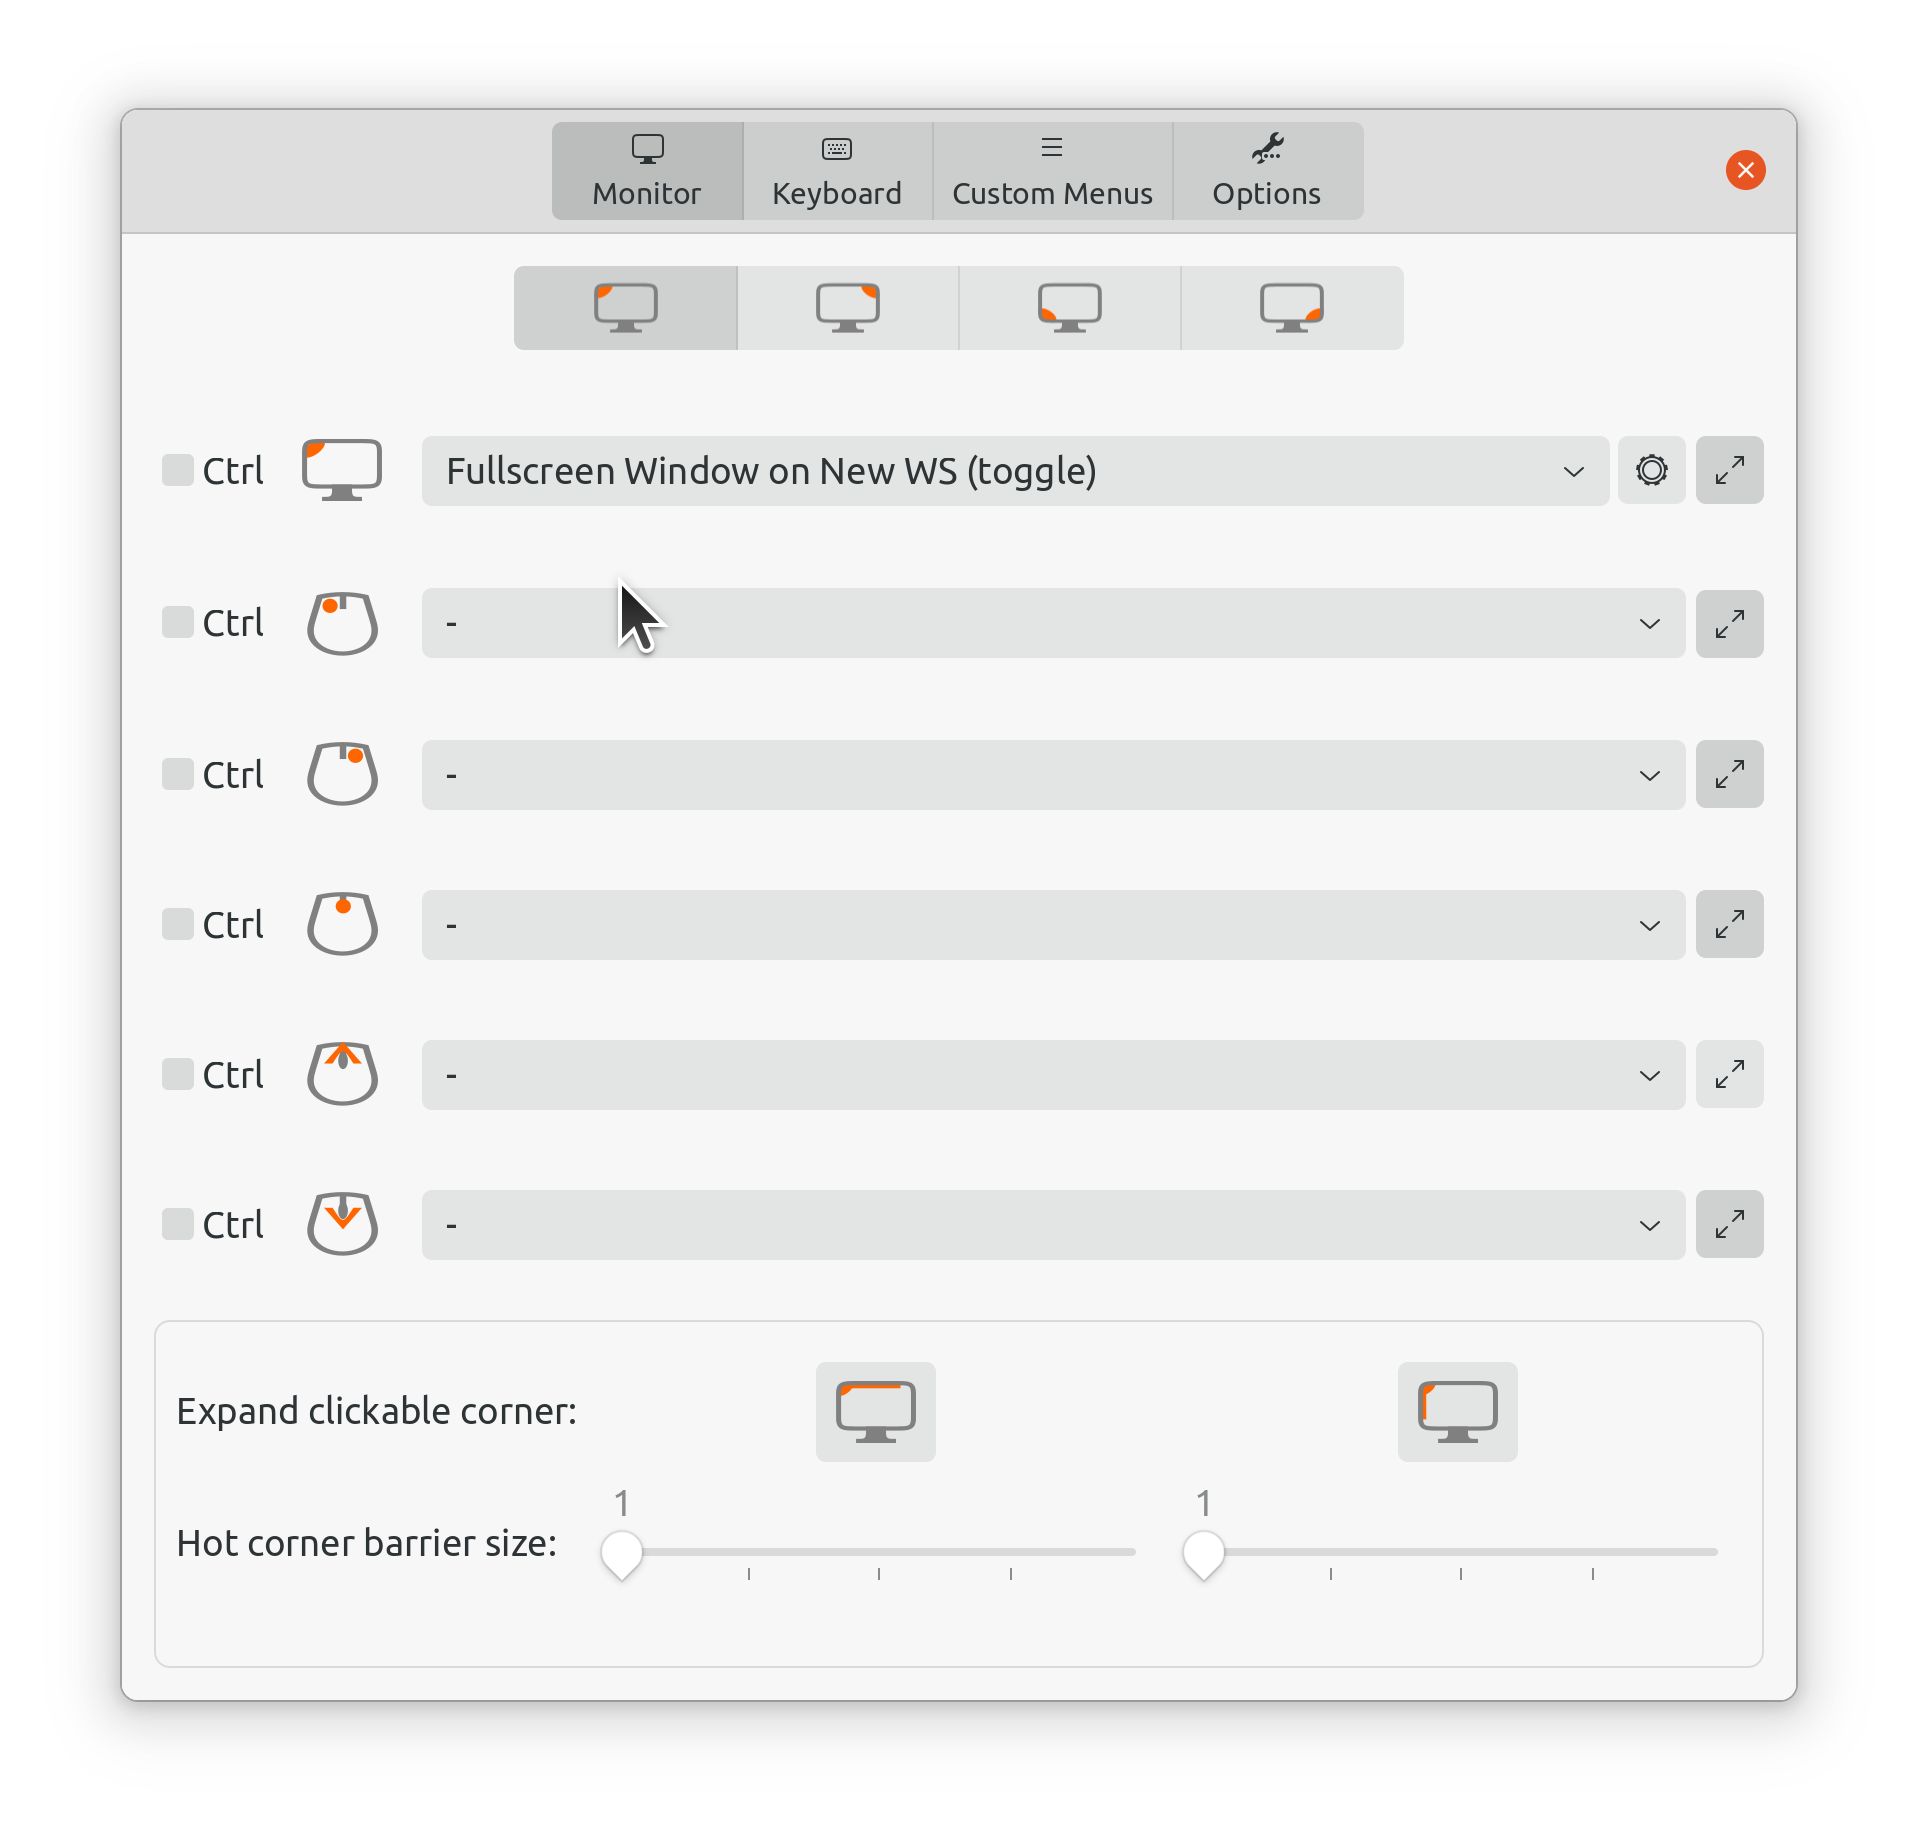 Monitor
Keyboard
Custom Menus
Options
Ctrl
Fullscreen Window on New WS (toggle)
Ctrl
-
Ctrl
-
Ctrl
-
Ctrl
-
Ctrl
-
Expand clickable corner:
1
1
Hot corner barrier size: